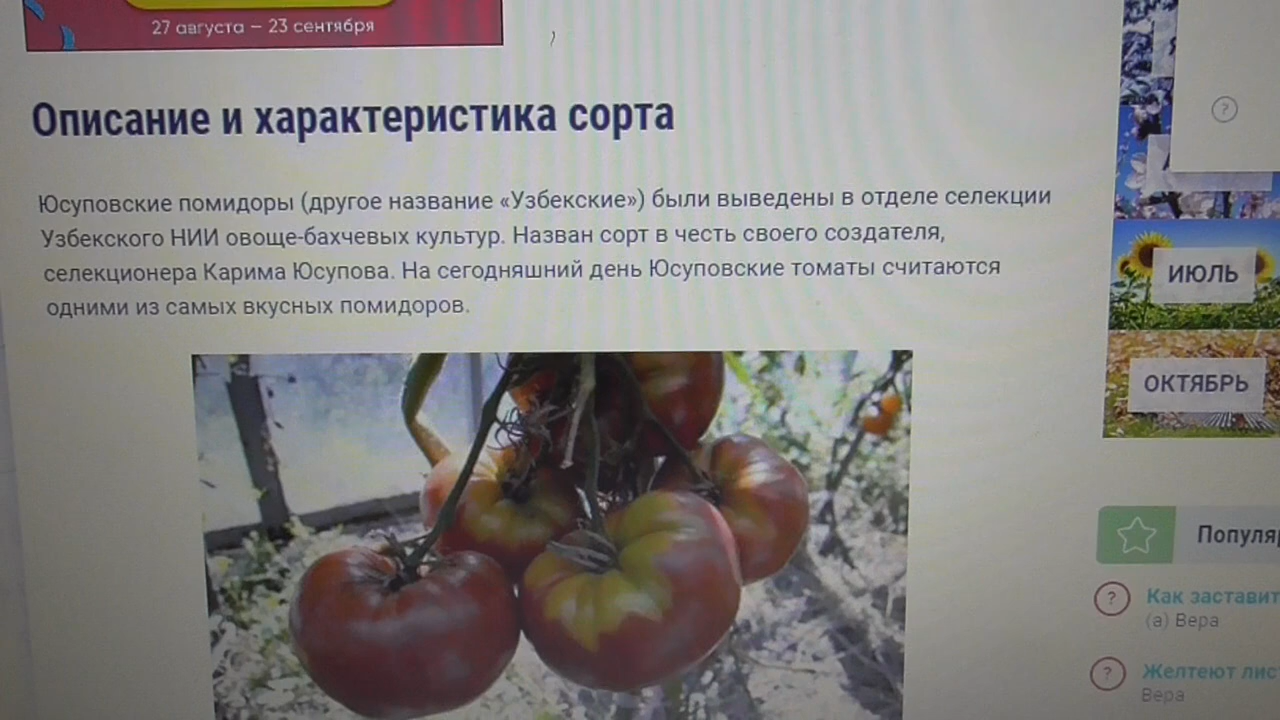 27 августа – 23 сентября
Описание и характеристика сорта
Юсуповские помидоры (другое название «Узбекские») были выведены в отделе селекции
Узбекского НИИ овоще-бахчевых культур. Назван сорт в честь своего создателя,
селекционера Карима Юсупова. На сегодняшний день Юсуповские томаты считаются
одними из самых вкусных помидоров.
ИЮЛЬ
ОКТЯБРЬ
Как
(а) Вера
Желтеют
Вера